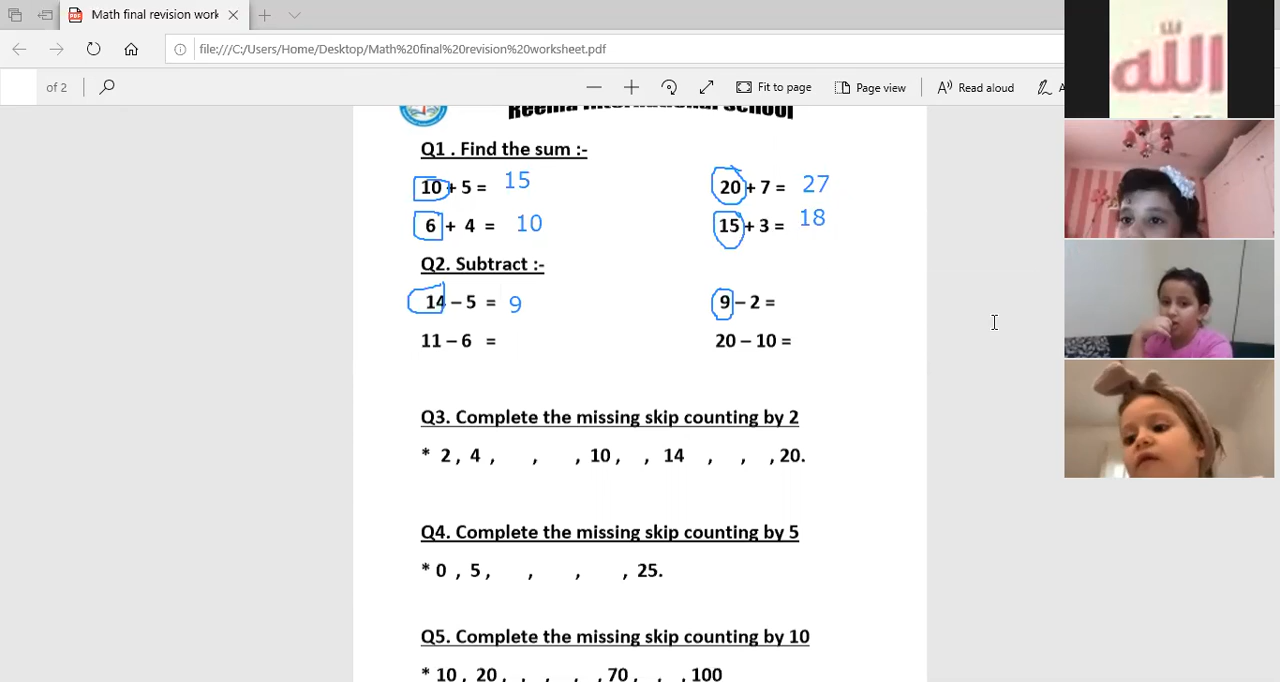 Math final revision work
file:///C:/Users/Home/Desktop/Math%20final%20revision%20worksheet.pdf
of 2
Fit to page
Page view
Read aloud
الله
International School
Q1 . Find the sum :-
10 + 5 = 15
20 + 7 = 27
6 + 4 = 10
15 + 3 = 18
Q2. Subtract :-
14 – 5 = 9
9 – 2 =
11 – 6 =
20 – 10 =
Q3. Complete the missing skip counting by 2
* 2 , 4 , , , 10 , , 14 , , , 20.
Q4. Complete the missing skip counting by 5
* 0 , 5 , , , , 25.
Q5. Complete the missing skip counting by 10
* 10 , 20 , , , , , 70 , , , 100